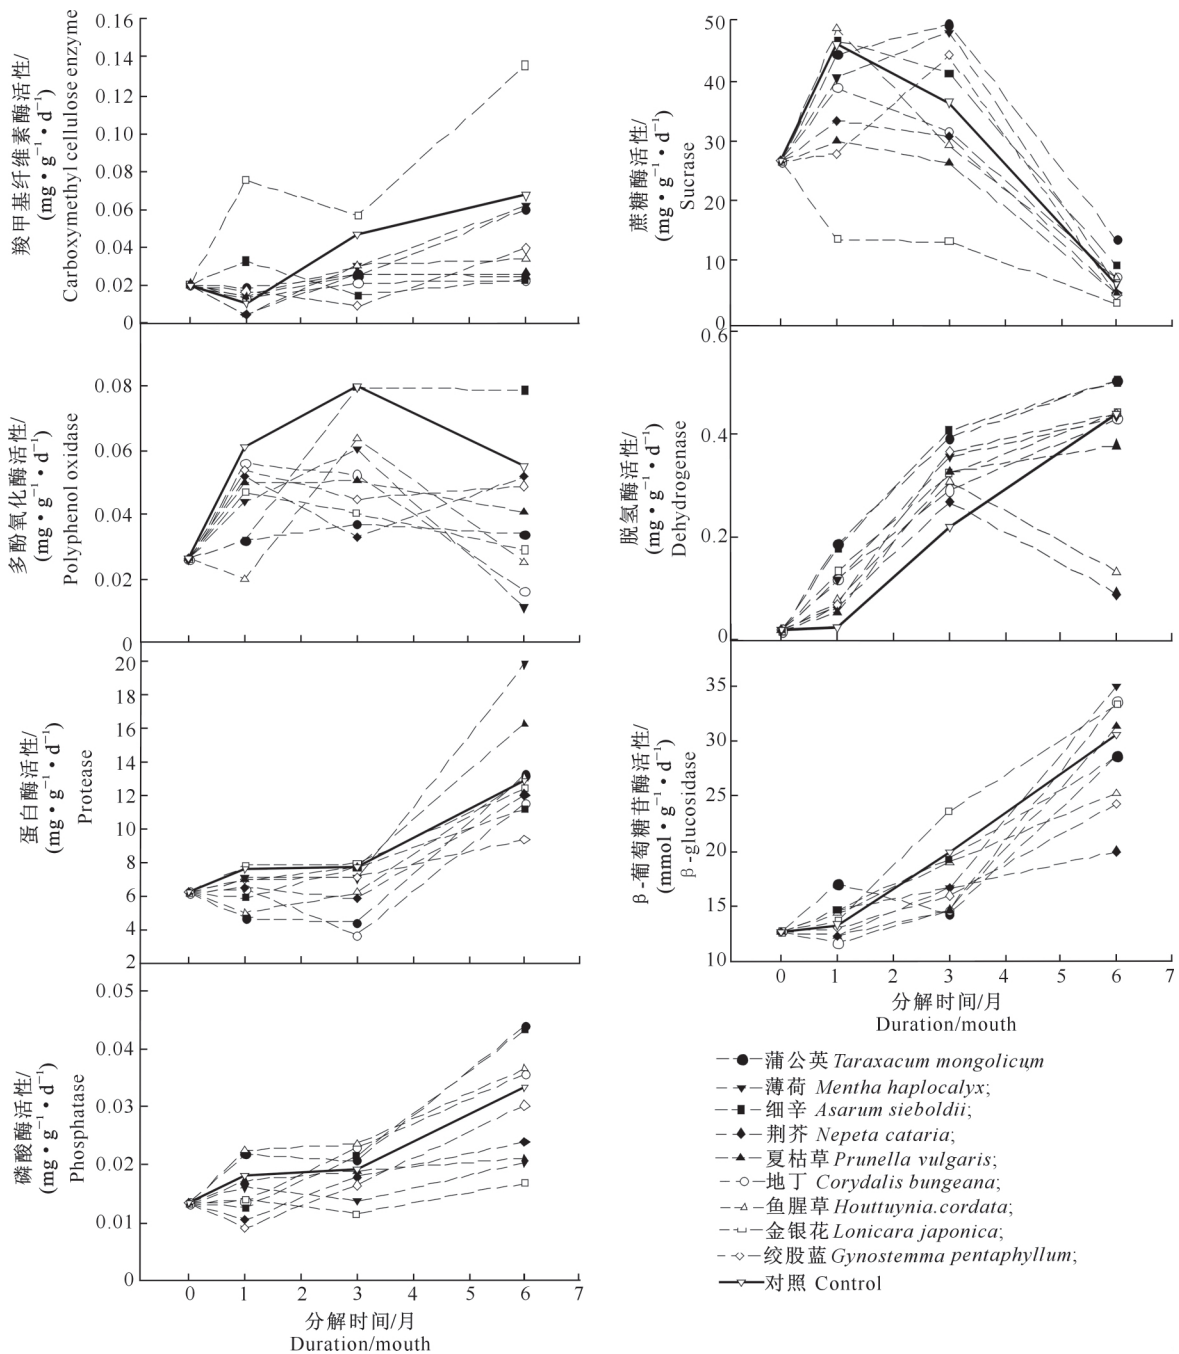 羧甲基纤维素酶活性/
(mg·g⁻¹·d⁻¹)
Carboxymethyl cellulose enzyme
0.16
0.14
0.12
0.10
0.08
0.06
0.04
0.02
0
多酚氧化酶活性/
(mg·g⁻¹·d⁻¹)
Polyphenol oxidase
0.08
0.06
0.04
0.02
0
蛋白酶活性/
(mg·g⁻¹·d⁻¹)
Protease
20
18
16
14
12
10
8
6
4
2
磷酸酶活性/
(mg·g⁻¹·d⁻¹)
Phosphatase
0.05
0.04
0.03
0.02
0.01
0
0 1 2 3 4 5 6 7
分解时间/月
Duration/mouth
蔗糖酶活性/
(mg·g⁻¹·d⁻¹)
Sucrase
50
40
30
20
10
0
脱氢酶活性/
(mg·g⁻¹·d⁻¹)
Dehydrogenase
0.6
0.4
0.2
0
β-葡萄糖苷酶活性/
(mmol·g⁻¹·d⁻¹)
β-glucosidase
35
30
25
20
15
10
0 1 2 3 4 5 6 7
分解时间/月
Duration/mouth
蒲公英 Taraxacum mongolicum
薄荷 Mentha haplocalyx;
细辛 Asarum sieboldii;
荆芥 Nepeta cataria;
夏枯草 Prunella vulgaris;
地丁 Corydalis bungeana;
鱼腥草 Houttuynia.cordata;
金银花 Lonicara japonica;
绞股蓝 Gynostemma pentaphyllum;
对照 Control